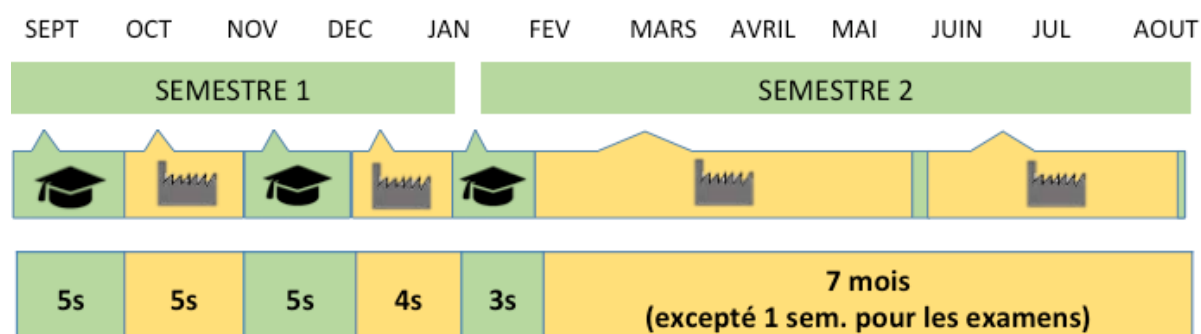 SEPT OCT NOV DEC JAN FEV MARS AVRIL MAI JUIN JUL AOUT
SEMESTRE 1 SEMESTRE 2
5s 5s 5s 4s 3s 7 mois
(excepté 1 sem. pour les examens)